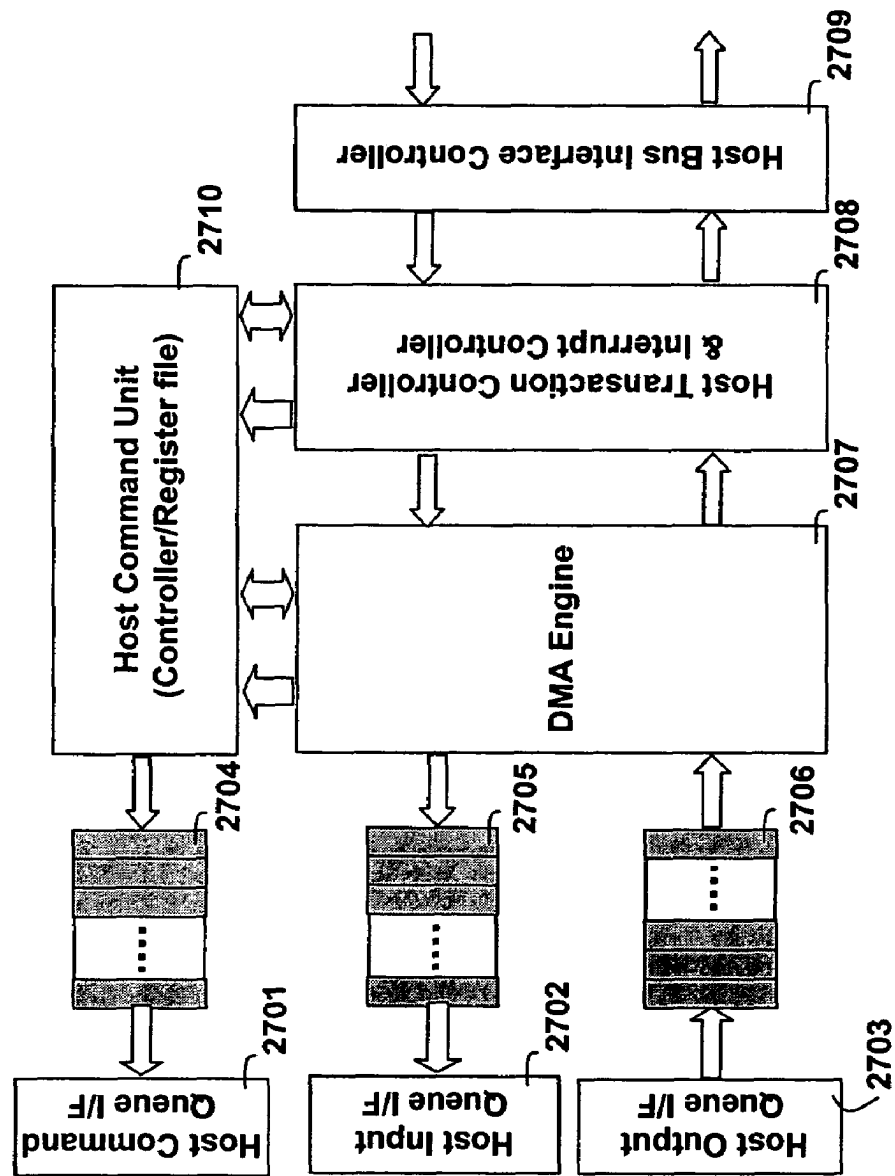 2710
Host Command Unit
(Controller/Register file)
2704
2701
Host Command
Queue I/F
2705
2702
Host Input
Queue I/F
2706
2703
Host Output
Queue I/F
DMA Engine
2707
Host Transaction Controller
& Interrupt Controller
2708
Host Bus Interface Controller
2709